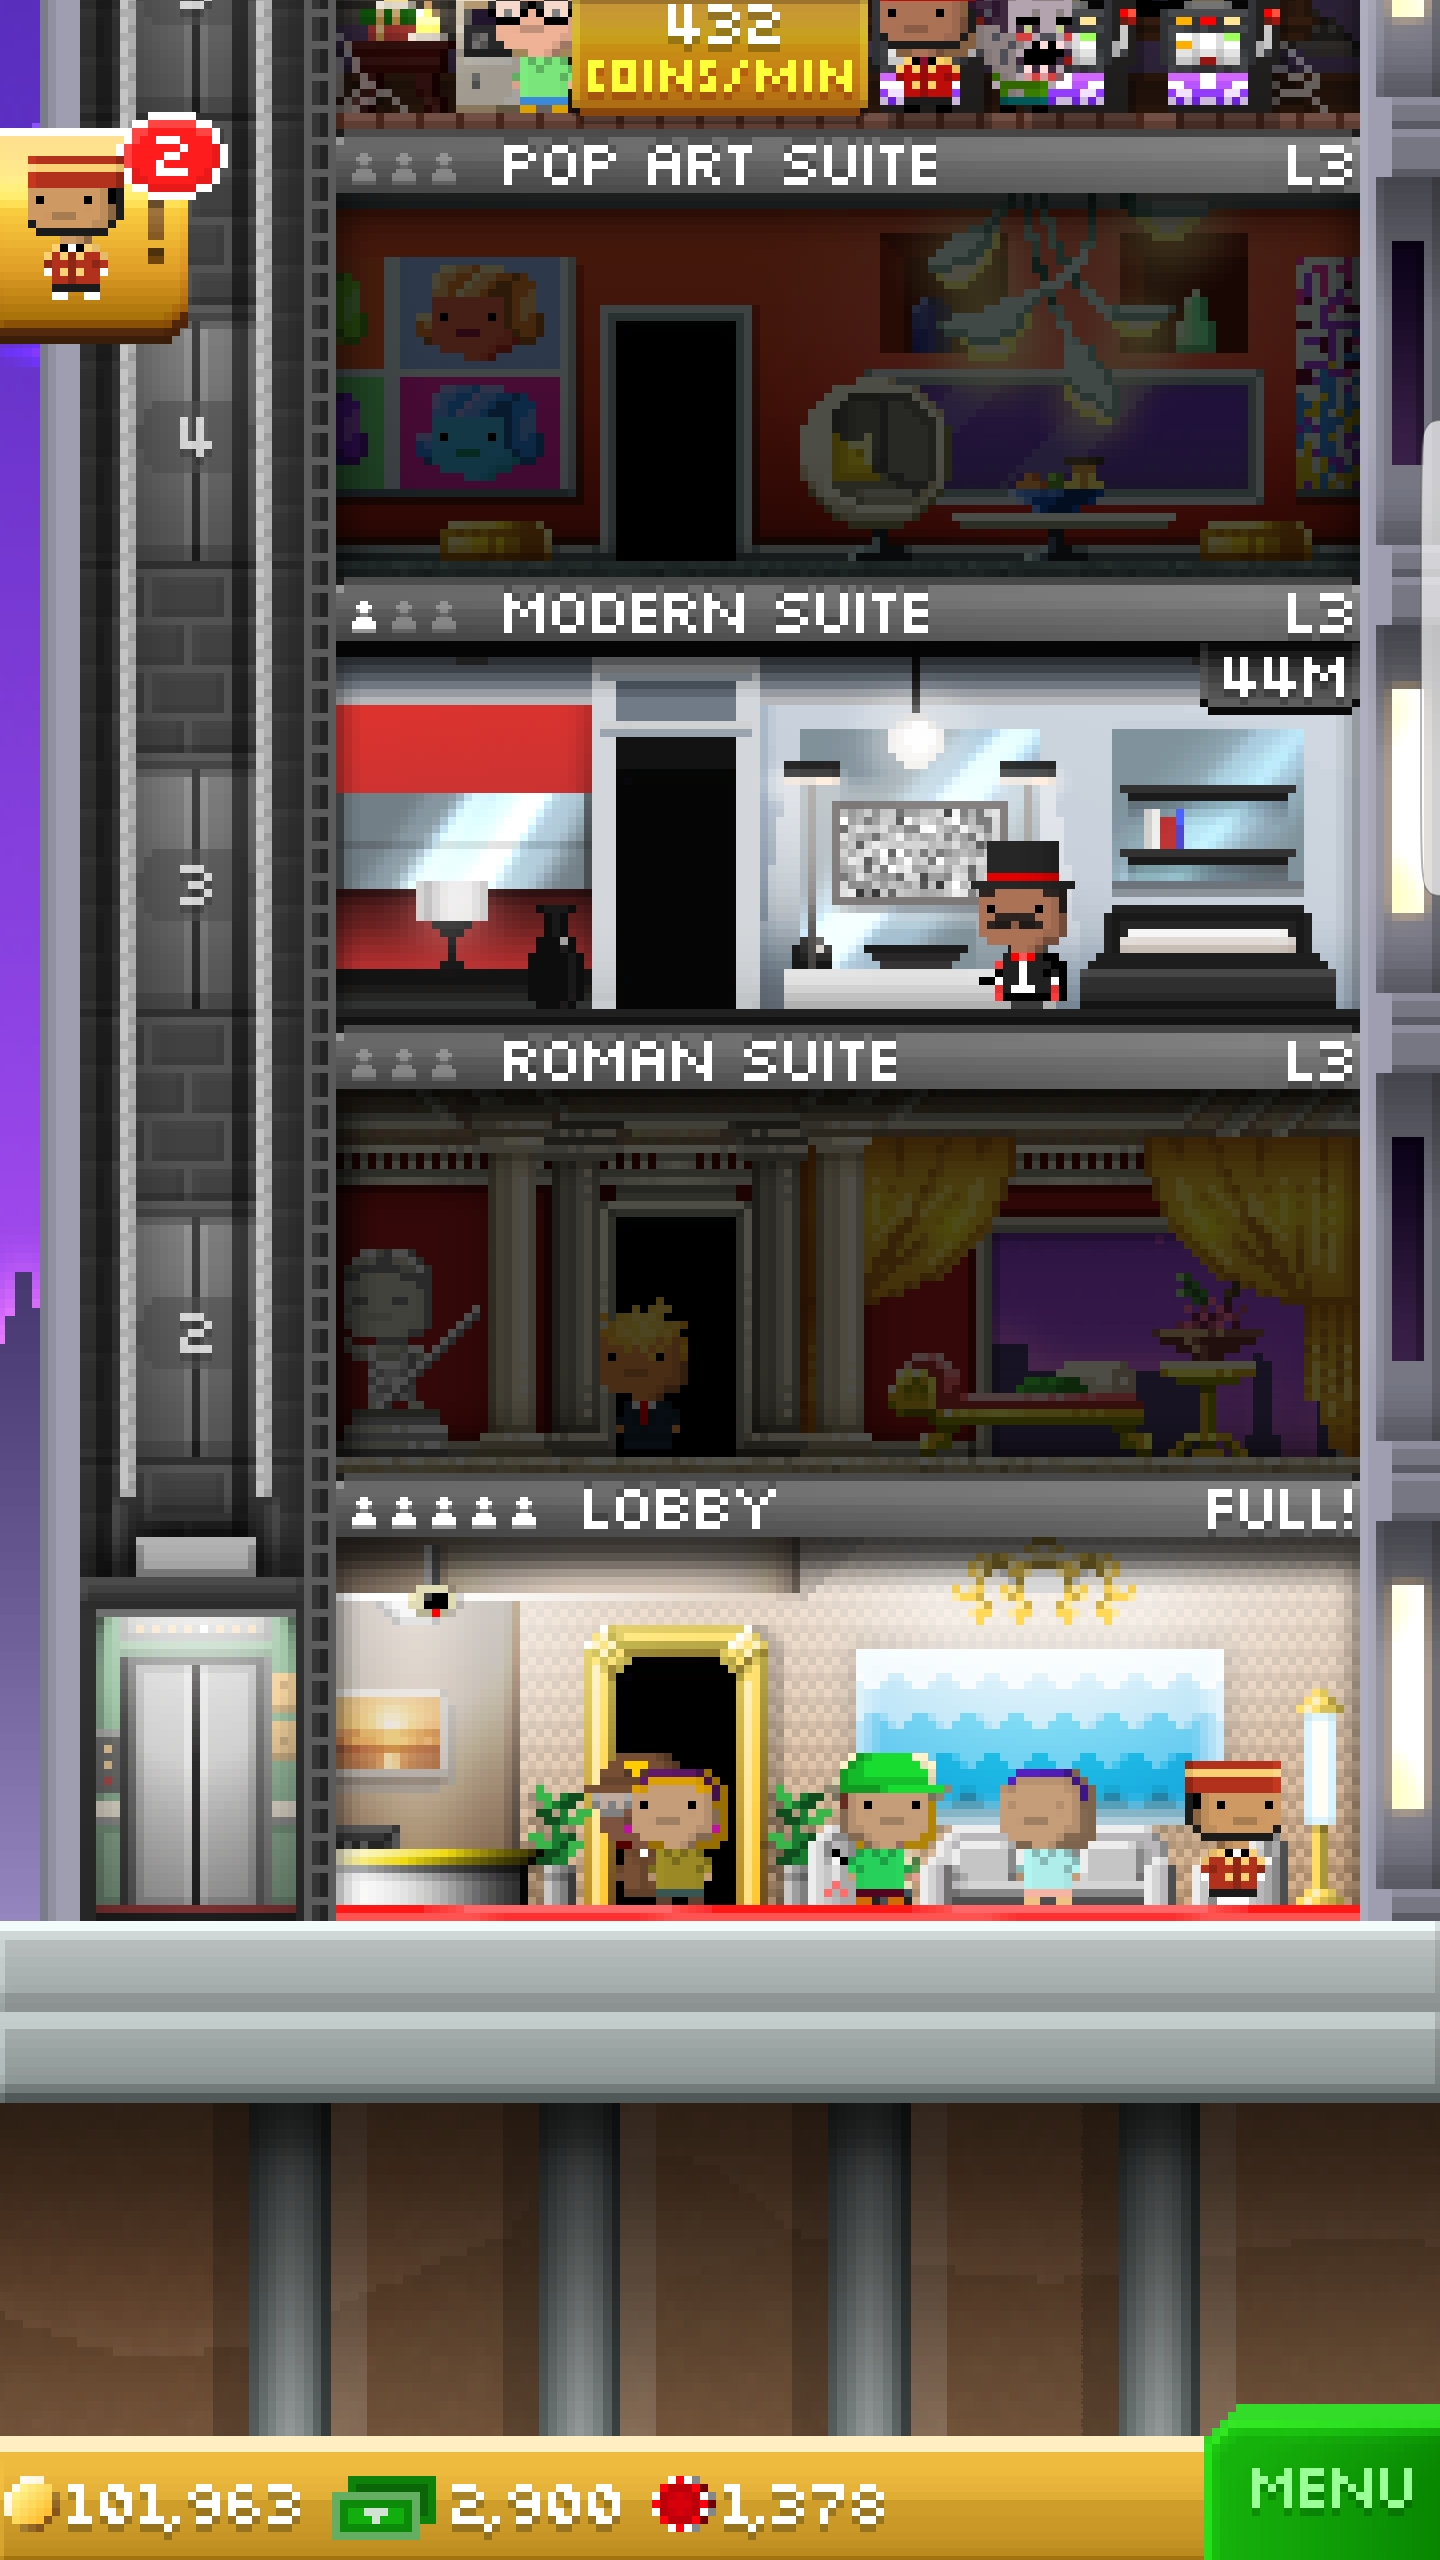 432
COINS/MIN
2
POP ART SUITE L3
4
MODERN SUITE L3
44M
3
ROMAN SUITE L3
2
LOBBY FULL!
101,963 2,900 1,378
MENU